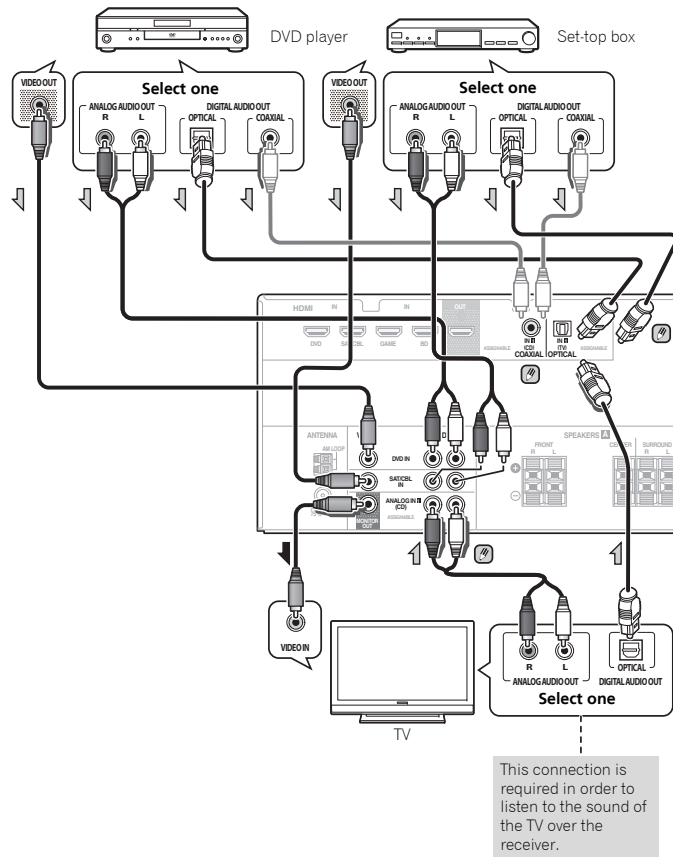 DVD player
Set-top box
VIDEO OUT
Select one
ANALOG AUDIO OUT
R L
DIGITAL AUDIO OUT
OPTICAL COAXIAL
VIDEO OUT
Select one
ANALOG AUDIO OUT
R L
DIGITAL AUDIO OUT
OPTICAL COAXIAL
HDMI IN IN OUT
DVD GAME BD
ASSIGNABLE
IN 1
(CD)
COAXIAL
IN 1
(TV)
OPTICAL
ASSIGNABLE
ANTENNA
AM LOOP
DVD IN
SAT/CBL
IN
ANALOG IN 1
(CD)
ASSIGNABLE
MONITOR
OUT
SPEAKERS A
FRONT
R L
SURROUND
R L
VIDEO IN
TV
R L
ANALOG AUDIO OUT
OPTICAL
DIGITAL AUDIO OUT
Select one
This connection is
required in order to
listen to the sound of
the TV over the
receiver.